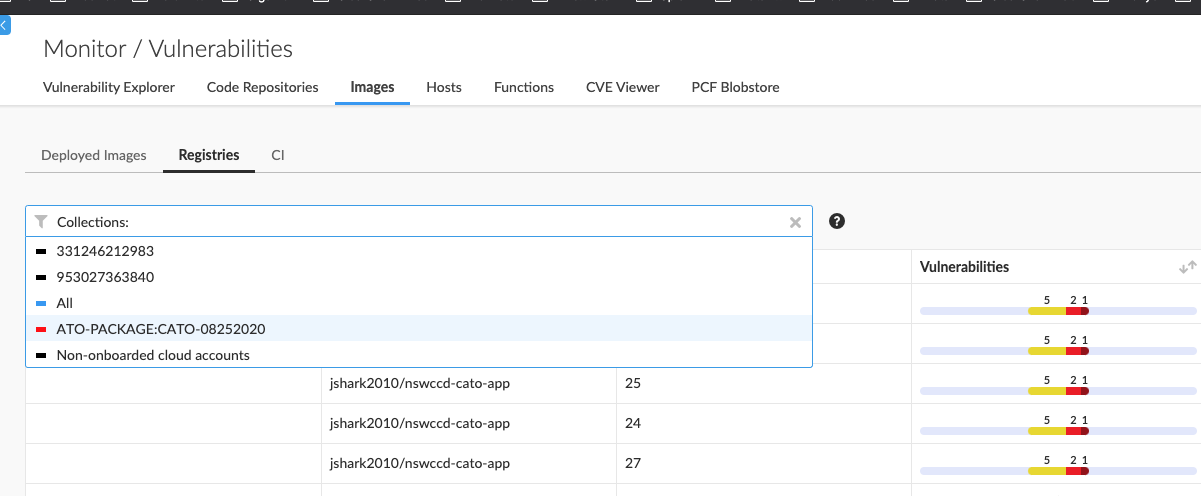 Monitor / Vulnerabilities
Vulnerability Explorer Code Repositories Images Hosts Functions CVE Viewer PCF Blobstore
Deployed Images Registries CI
Collections:
331246212983
953027363840
All
ATO-PACKAGE:CATO-08252020
Non-onboarded cloud accounts
Vulnerabilities
5 2 1
5 2 1
jshark2010/nswccd-cato-app 25 5 2 1
jshark2010/nswccd-cato-app 24 5 2 1
jshark2010/nswccd-cato-app 27 5 2 1